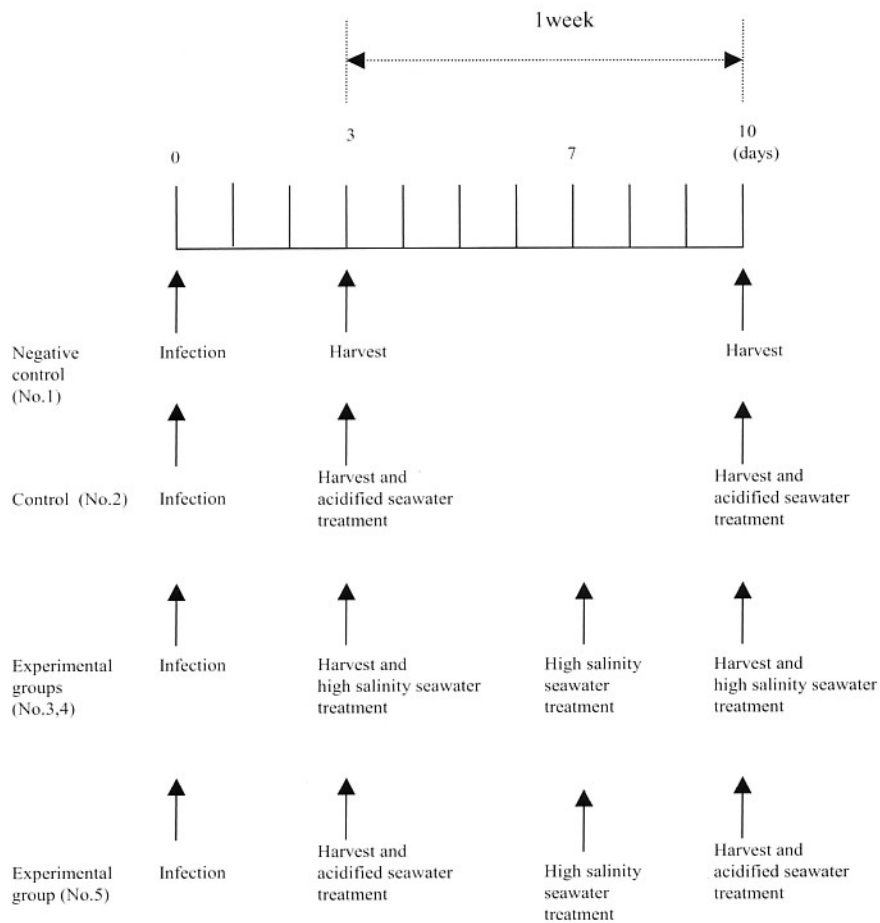 1week
0
3
7
10
(days)
Negative
control
(No.1)
Infection
Harvest
Harvest
Control (No.2)
Infection
Harvest and
acidified seawater
treatment
Harvest and
acidified seawater
treatment
Experimental
groups
(No.3,4)
Infection
Harvest and
high salinity seawater
treatment
High salinity
seawater
treatment
Harvest and
high salinity seawater
treatment
Experimental
group (No.5)
Infection
Harvest and
acidified seawater
treatment
High salinity
seawater
treatment
Harvest and
acidified seawater
treatment